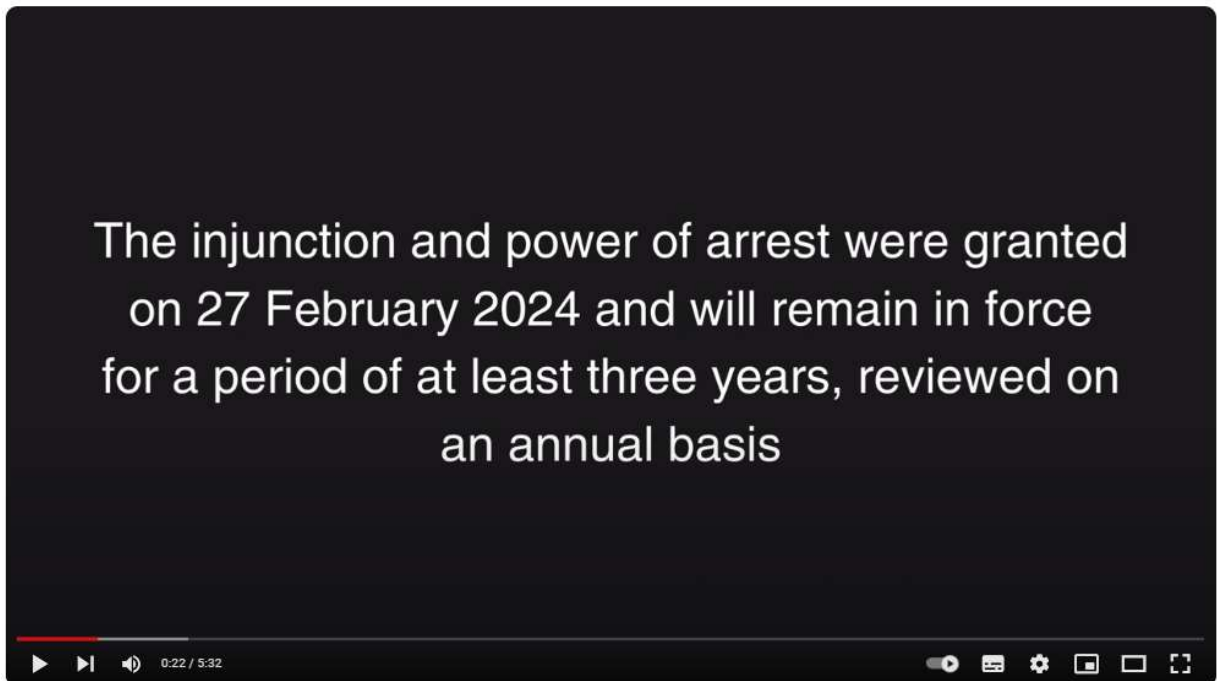 The injunction and power of arrest were granted
on 27 February 2024 and will remain in force
for a period of at least three years, reviewed on
an annual basis
0:22 / 5:32